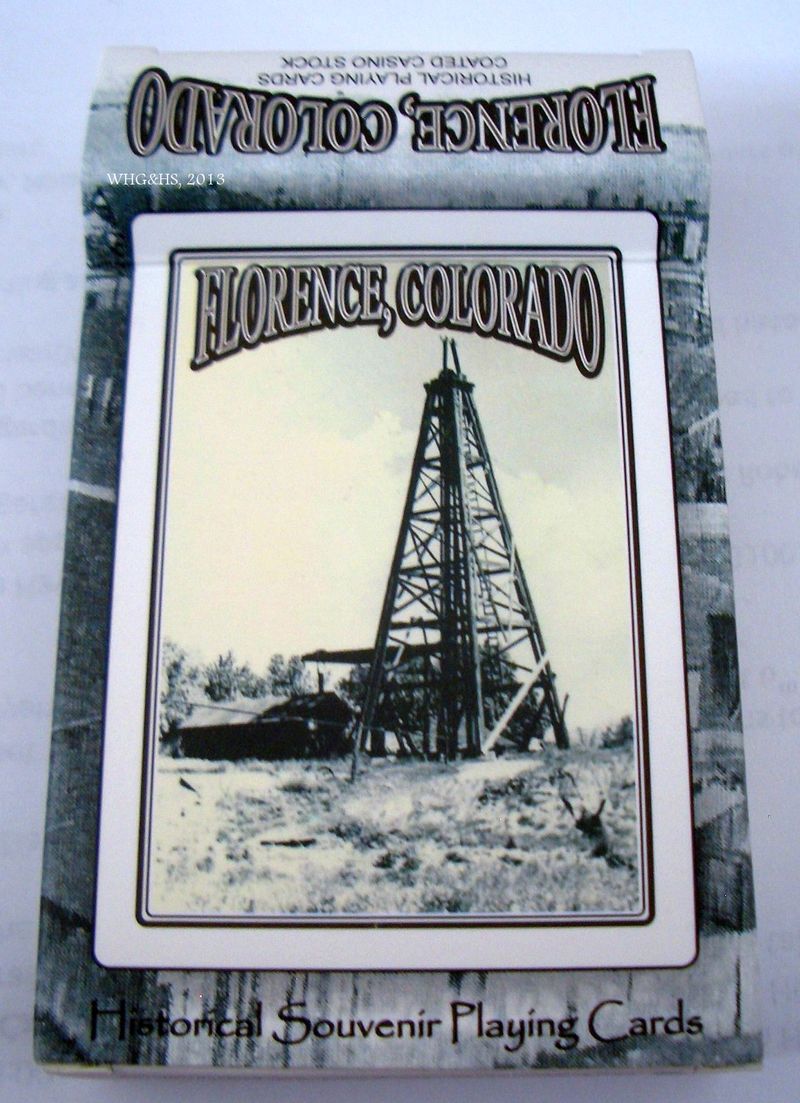 HISTORICAL PLAYING CARDS
COATED CASINO STOCK
FLORENCE, COLORADO
WHG&HS, 2013
FLORENCE, COLORADO
Historical Souvenir Playing Cards